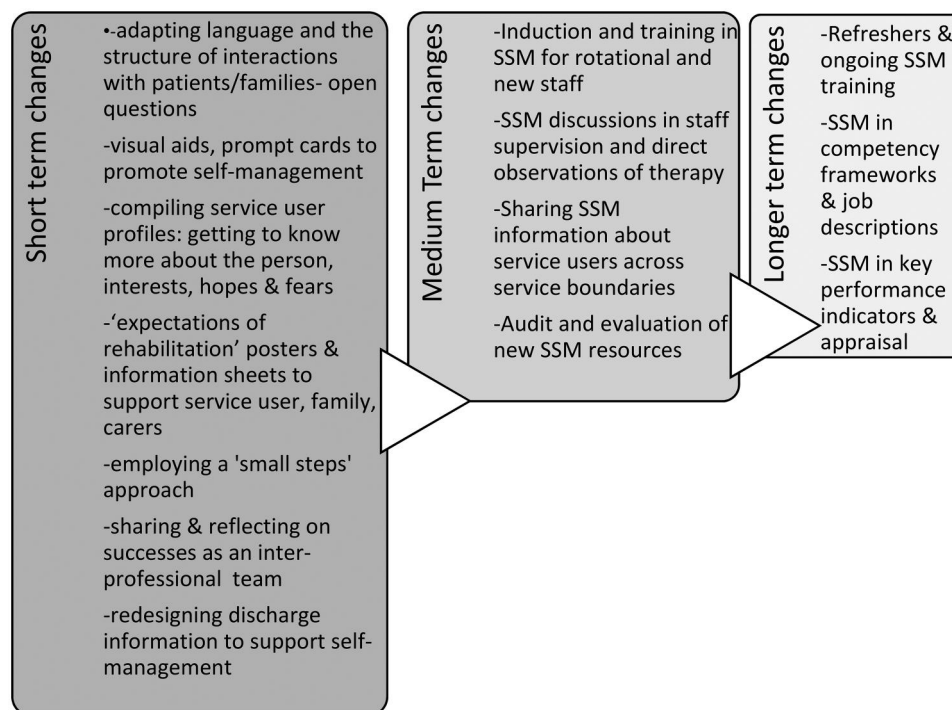 Short term changes
•-adapting language and the
structure of interactions
with patients/families- open
questions
-visual aids, prompt cards to
promote self-management
-compiling service user
profiles: getting to know
more about the person,
interests, hopes & fears
-‘expectations of
rehabilitation’ posters &
information sheets to
support service user, family,
carers
-employing a 'small steps'
approach
-sharing & reflecting on
successes as an inter-
professional team
-redesigning discharge
information to support self-
management
Medium Term changes
-Induction and training in
SSM for rotational and
new staff
-SSM discussions in staff
supervision and direct
observations of therapy
-Sharing SSM
information about
service users across
service boundaries
-Audit and evaluation of
new SSM resources
Longer term changes
-Refreshers &
ongoing SSM
training
-SSM in
competency
frameworks
& job
descriptions
-SSM in key
performance
indicators &
appraisal